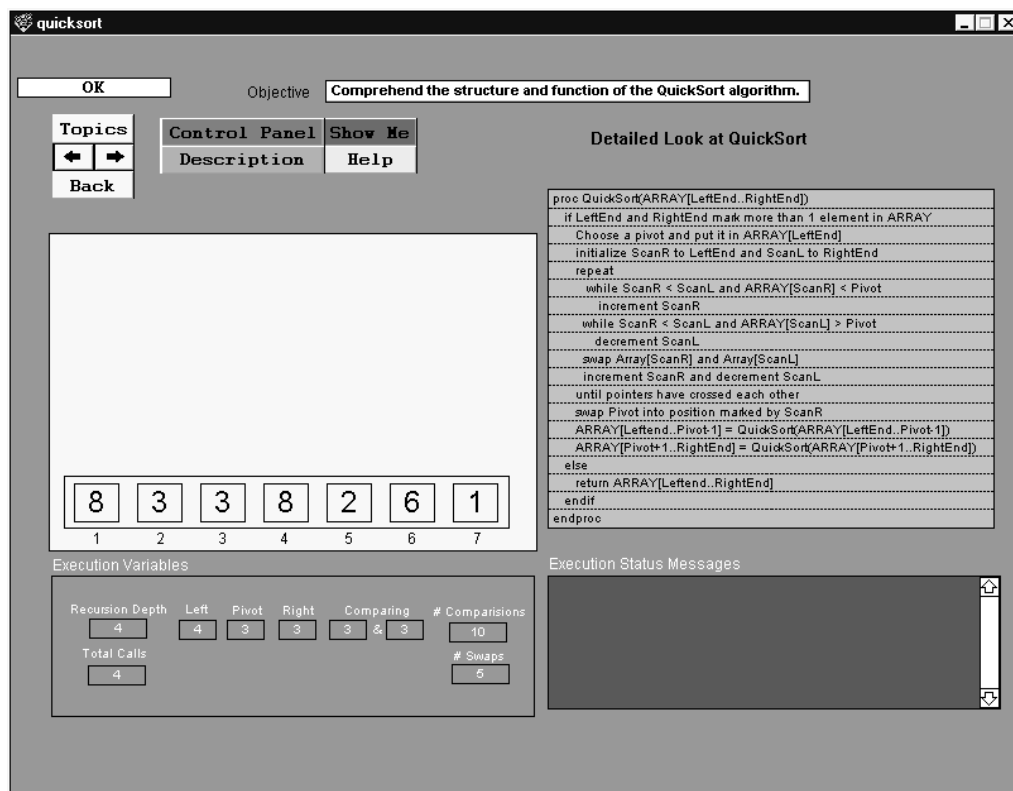 quicksort
OK
Objective Comprehend the structure and function of the QuickSort algorithm.
Topics
Back
Control Panel Show Me
Description Help
Detailed Look at QuickSort
proc QuickSort(ARRAY[LeftEnd..RightEnd])
if LeftEnd and RightEnd mark more than 1 element in ARRAY
Choose a pivot and put it in ARRAY[LeftEnd]
initialize ScanR to LeftEnd and ScanL to RightEnd
repeat
while ScanR < ScanL and ARRAY[ScanR] < Pivot
increment ScanR
while ScanR < ScanL and ARRAY[ScanL] > Pivot
decrement ScanL
swap Array[ScanR] and Array[ScanL]
increment ScanR and decrement ScanL
until pointers have crossed each other
swap Pivot into position marked by ScanR
ARRAY[Leftend..Pivot-1] = QuickSort(ARRAY[LeftEnd..Pivot-1])
ARRAY[Pivot+1..RightEnd] = QuickSort(ARRAY[Pivot+1..RightEnd])
else
return ARRAY[Leftend..RightEnd]
endif
endproc
8 3 3 8 2 6 1
1 2 3 4 5 6 7
Execution Variables
Recursion Depth Left Pivot Right Comparing # Comparisions
4 4 3 3 3 & 3 10
Total Calls # Swaps
4 5
Execution Status Messages